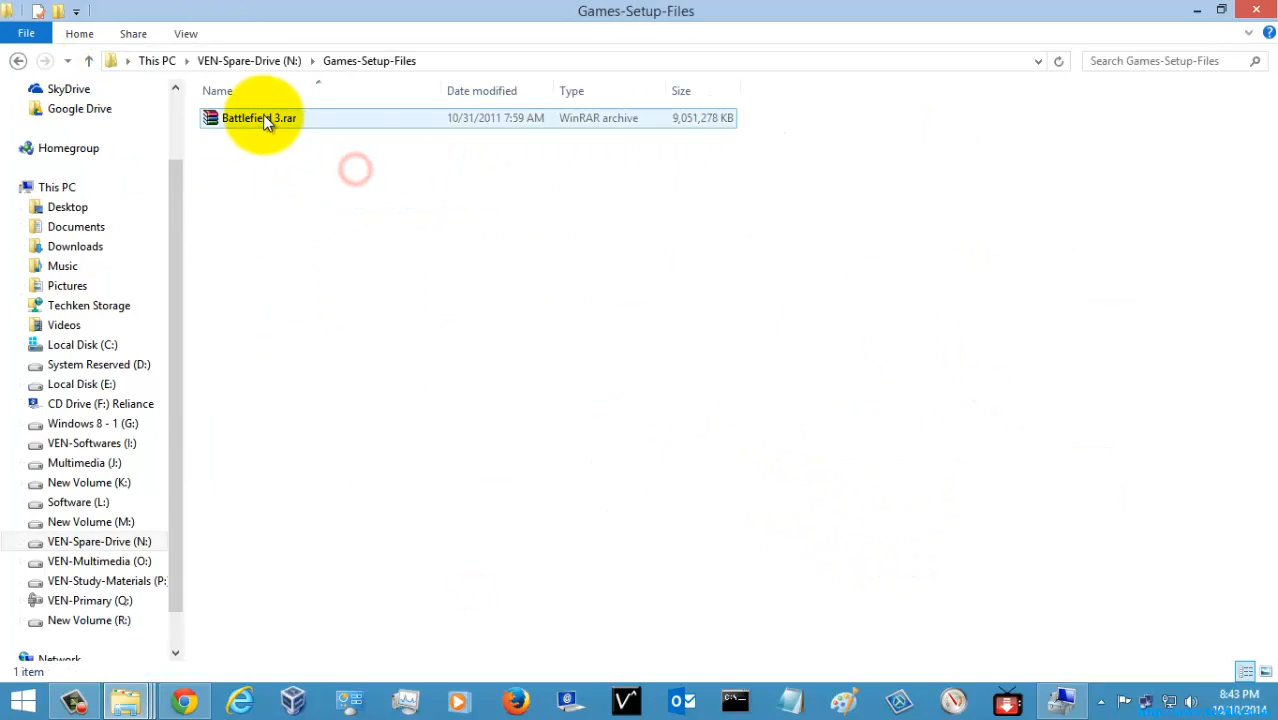 Games-Setup-Files
File Home Share View
This PC VEN-Spare-Drive (N:) Games-Setup-Files Search Games-Setup-Files
Name Date modified Type Size
Battlefield 3.rar 10/31/2011 7:59 AM WinRAR archive 9,051,278 KB
SkyDrive
Google Drive
Homegroup
This PC
Desktop
Documents
Downloads
Music
Pictures
Techken Storage
Videos
Local Disk (C:)
System Reserved (D:)
Local Disk (E:)
CD Drive (F:) Reliance
Windows 8 - 1 (G:)
VEN-Softwares (I:)
Multimedia (J:)
New Volume (K:)
Software (L:)
New Volume (M:)
VEN-Spare-Drive (N:)
VEN-Multimedia (O:)
VEN-Study-Materials (P:
VEN-Primary (Q:)
New Volume (R:)
Network
1 item
8:43 PM
10/10/2014